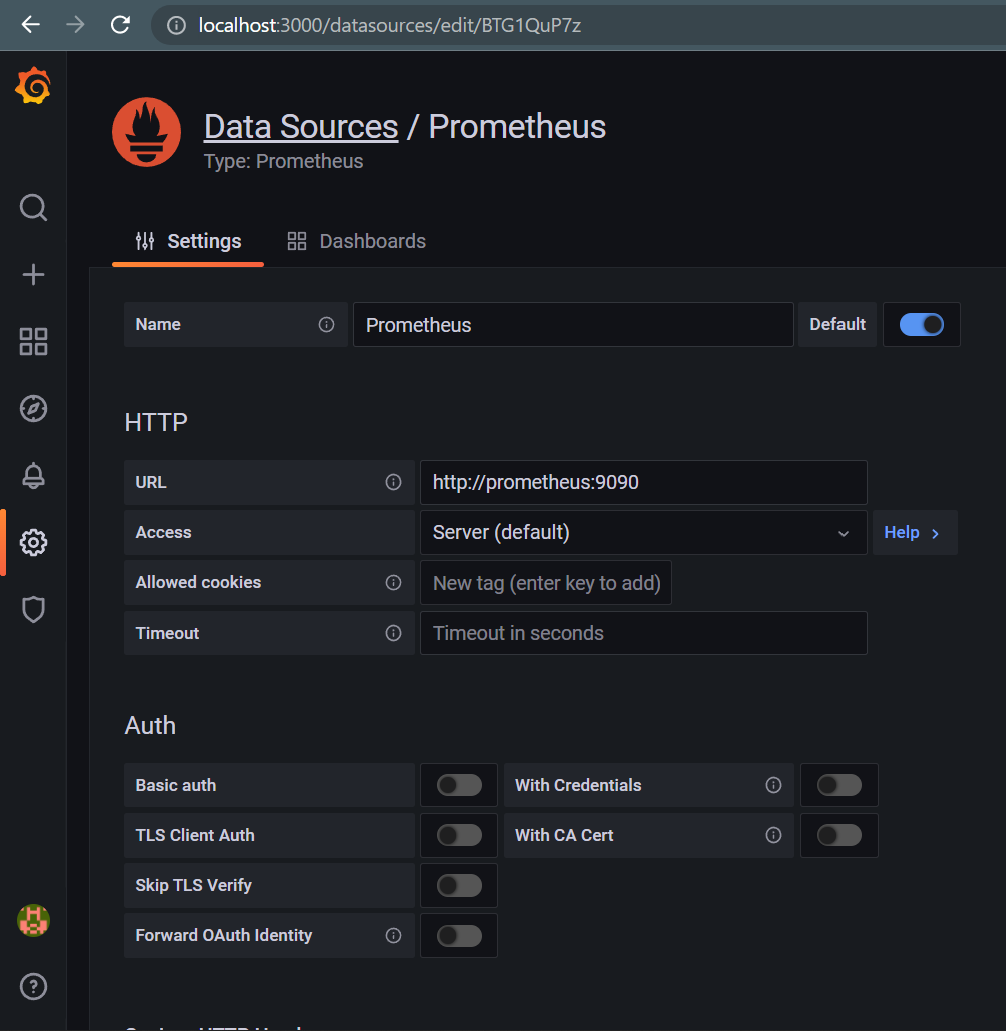 localhost:3000/datasources/edit/BTG1QuP7z
Data Sources / Prometheus
Type: Prometheus
Settings Dashboards
Name Prometheus Default
HTTP
URL http://prometheus:9090
Access Server (default) Help
Allowed cookies New tag (enter key to add)
Timeout Timeout in seconds
Auth
Basic auth With Credentials
TLS Client Auth With CA Cert
Skip TLS Verify
Forward OAuth Identity